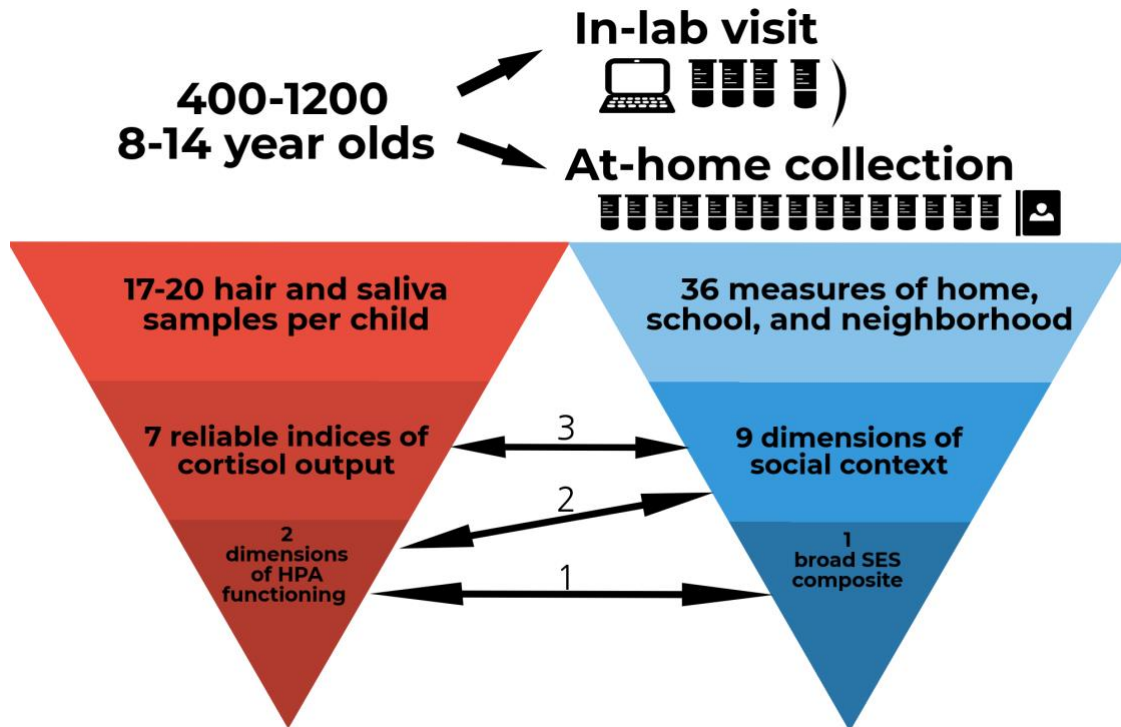 In-lab visit
400-1200
8-14 year olds
At-home collection
17-20 hair and saliva
samples per child
36 measures of home,
school, and neighborhood
7 reliable indices of
cortisol output
3
9 dimensions of
social context
2
2
dimensions
of HPA
functioning
1
1
broad SES
composite